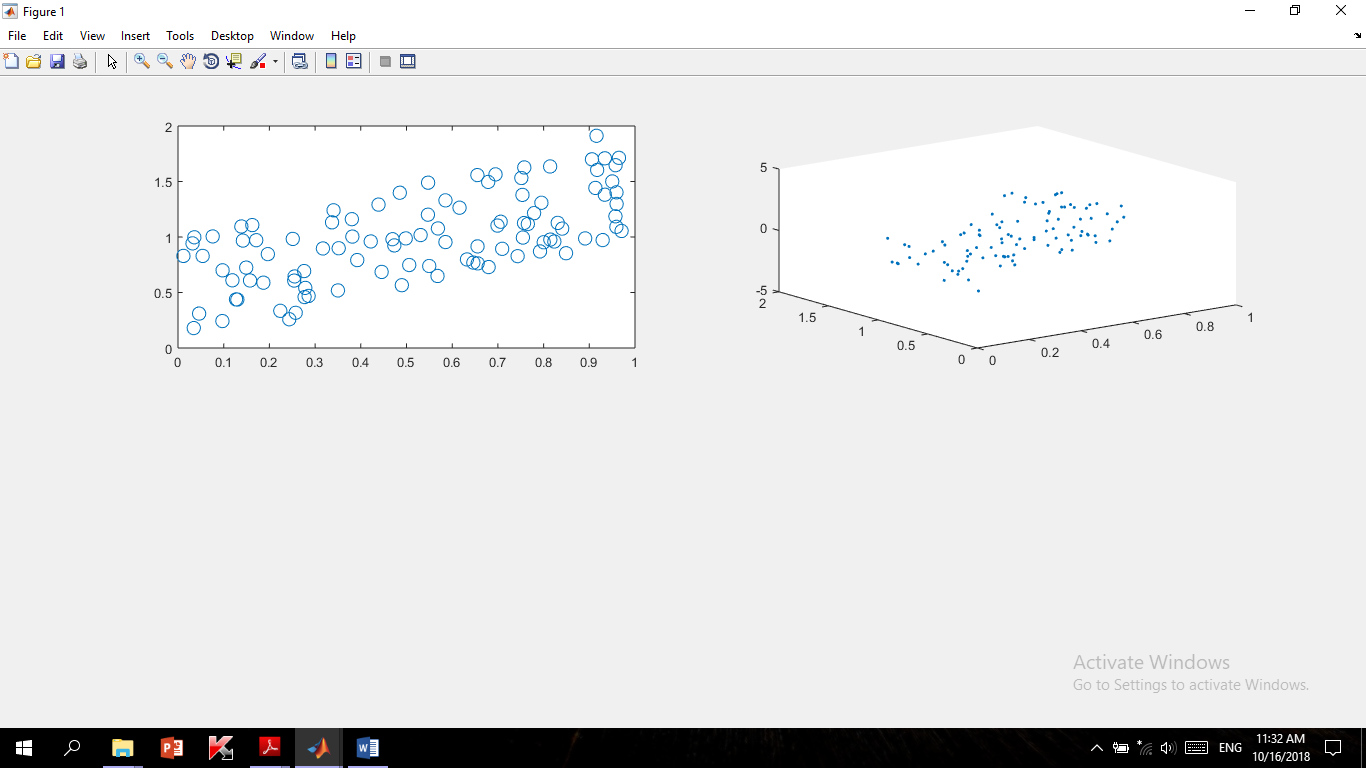 Figure 1
File Edit View Insert Tools Desktop Window Help
2
1.5
1
0.5
0
0 0.1 0.2 0.3 0.4 0.5 0.6 0.7 0.8 0.9 1
5
0
-5
2
1.5
1
0.5
0
0
0.2
0.4
0.6
0.8
1
Activate Windows
Go to Settings to activate Windows.
ENG
11:32 AM
10/16/2018